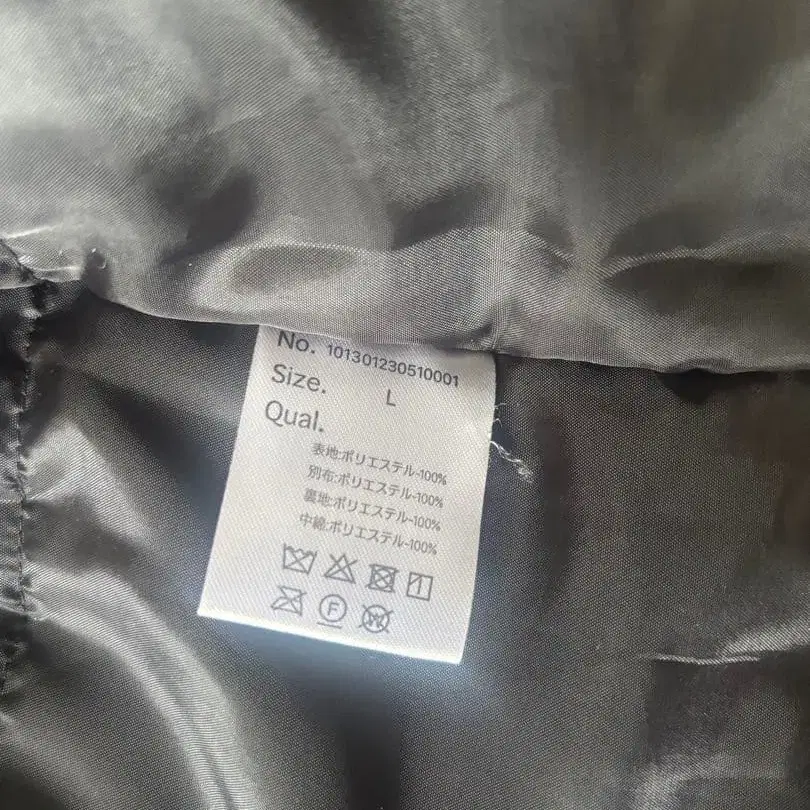 No. 101301230510001
Size. L
Qual.
表地:ポリエステル-100%
別布:ポリエステル-100%
裏地:ポリエステル-100%
中綿:ポリエステル-100%
F W